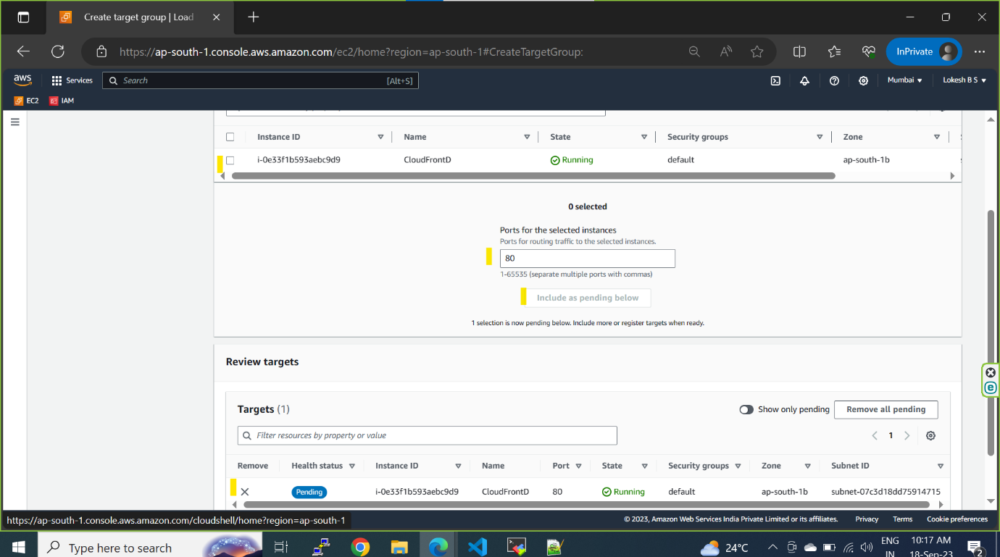 Create target group | Load
https://ap-south-1.console.aws.amazon.com/ec2/home?region=ap-south-1#CreateTargetGroup:
InPrivate
aws
Services
Search
[Alt+S]
Mumbai
Lokesh B S
EC2
IAM
Instance ID Name State Security groups Zone
i-0e33f1b593aebc9d9 CloudFrontD Running default ap-south-1b
0 selected
Ports for the selected instances
Ports for routing traffic to the selected instances.
80
1-65535 (separate multiple ports with commas)
Include as pending below
1 selection is now pending below. Include more or register targets when ready.
Review targets
Targets (1)
Show only pending
Remove all pending
Filter resources by property or value
1
Remove Health status Instance ID Name Port State Security groups Zone Subnet ID
Pending i-0e33f1b593aebc9d9 CloudFrontD 80 Running default ap-south-1b subnet-07c3d18dd75914715
https://ap-south-1.console.aws.amazon.com/cloudshell/home?region=ap-south-1
© 2023, Amazon Web Services India Private Limited or its affiliates.
Privacy
Terms
Cookie preferences
Type here to search
24°C
ENG
IN
10:17 AM
18-Sep-23
2